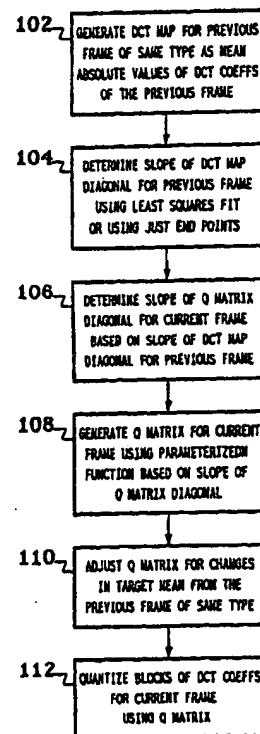 102
GENERATE DCT MAP FOR PREVIOUS
FRAME OF SAME TYPE AS MEAN
ABSOLUTE VALUES OF DCT COEFFS
OF THE PREVIOUS FRAME
104
DETERMINE SLOPE OF DCT MAP
DIAGONAL FOR PREVIOUS FRAME
USING LEAST SQUARES FIT
OR USING JUST END POINTS
106
DETERMINE SLOPE OF Q MATRIX
DIAGONAL FOR CURRENT FRAME
BASED ON SLOPE OF DCT MAP
DIAGONAL FOR PREVIOUS FRAME
108
GENERATE Q MATRIX FOR CURRENT
FRAME USING PARAMETERIZEDN
FUNCTION BASED ON SLOPE OF
Q MATRIX DIAGONAL
110
ADJUST Q MATRIX FOR CHANGES
IN TARGET MEAN FROM THE
PREVIOUS FRAME OF SAME TYPE
112
QUANTIZE BLOCKS OF DCT COEFFS
FOR CURRENT FRAME
USING Q MATRIX